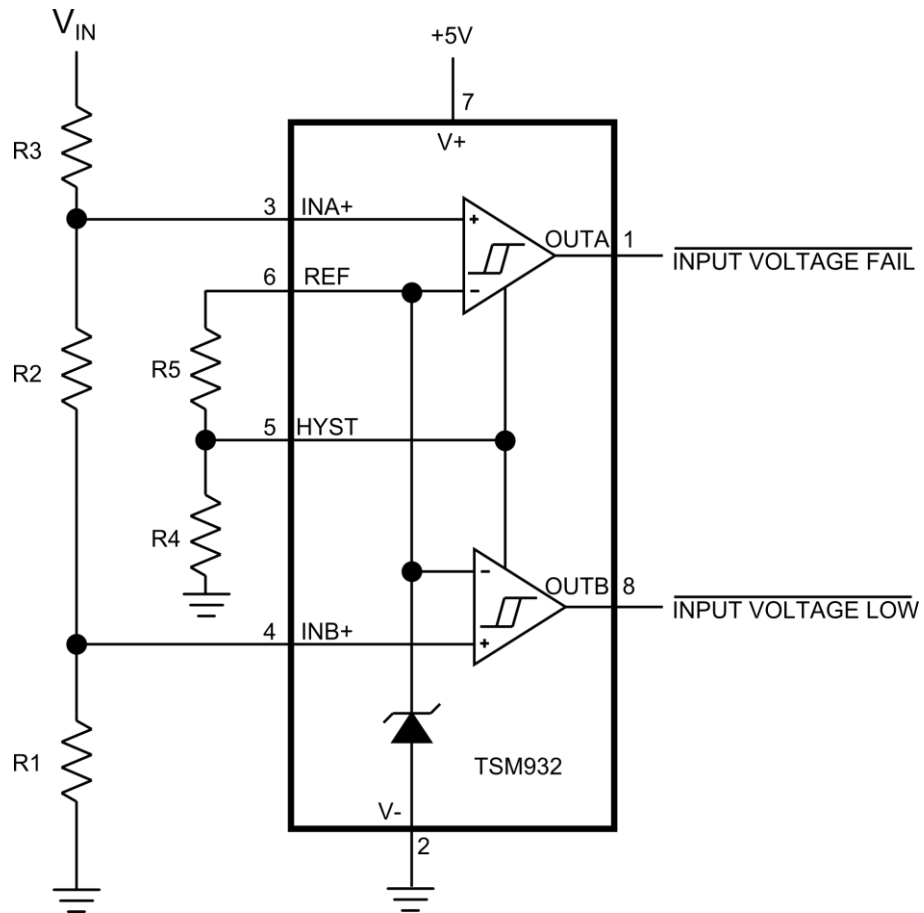 VIN
+5V
7
V+
R3
3 INA+
OUTA 1
INPUT VOLTAGE FAIL
6 REF
R2
R5
5 HYST
R4
OUTB 8
INPUT VOLTAGE LOW
4 INB+
R1
TSM932
V-
2
+
-
-
+